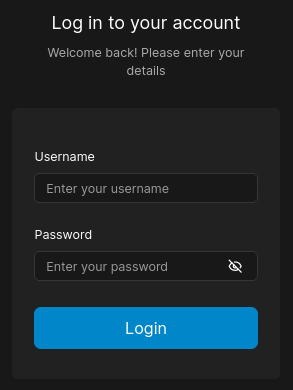 Log in to your account
Welcome back! Please enter your
details
Username
Enter your username
Password
Enter your password
Login